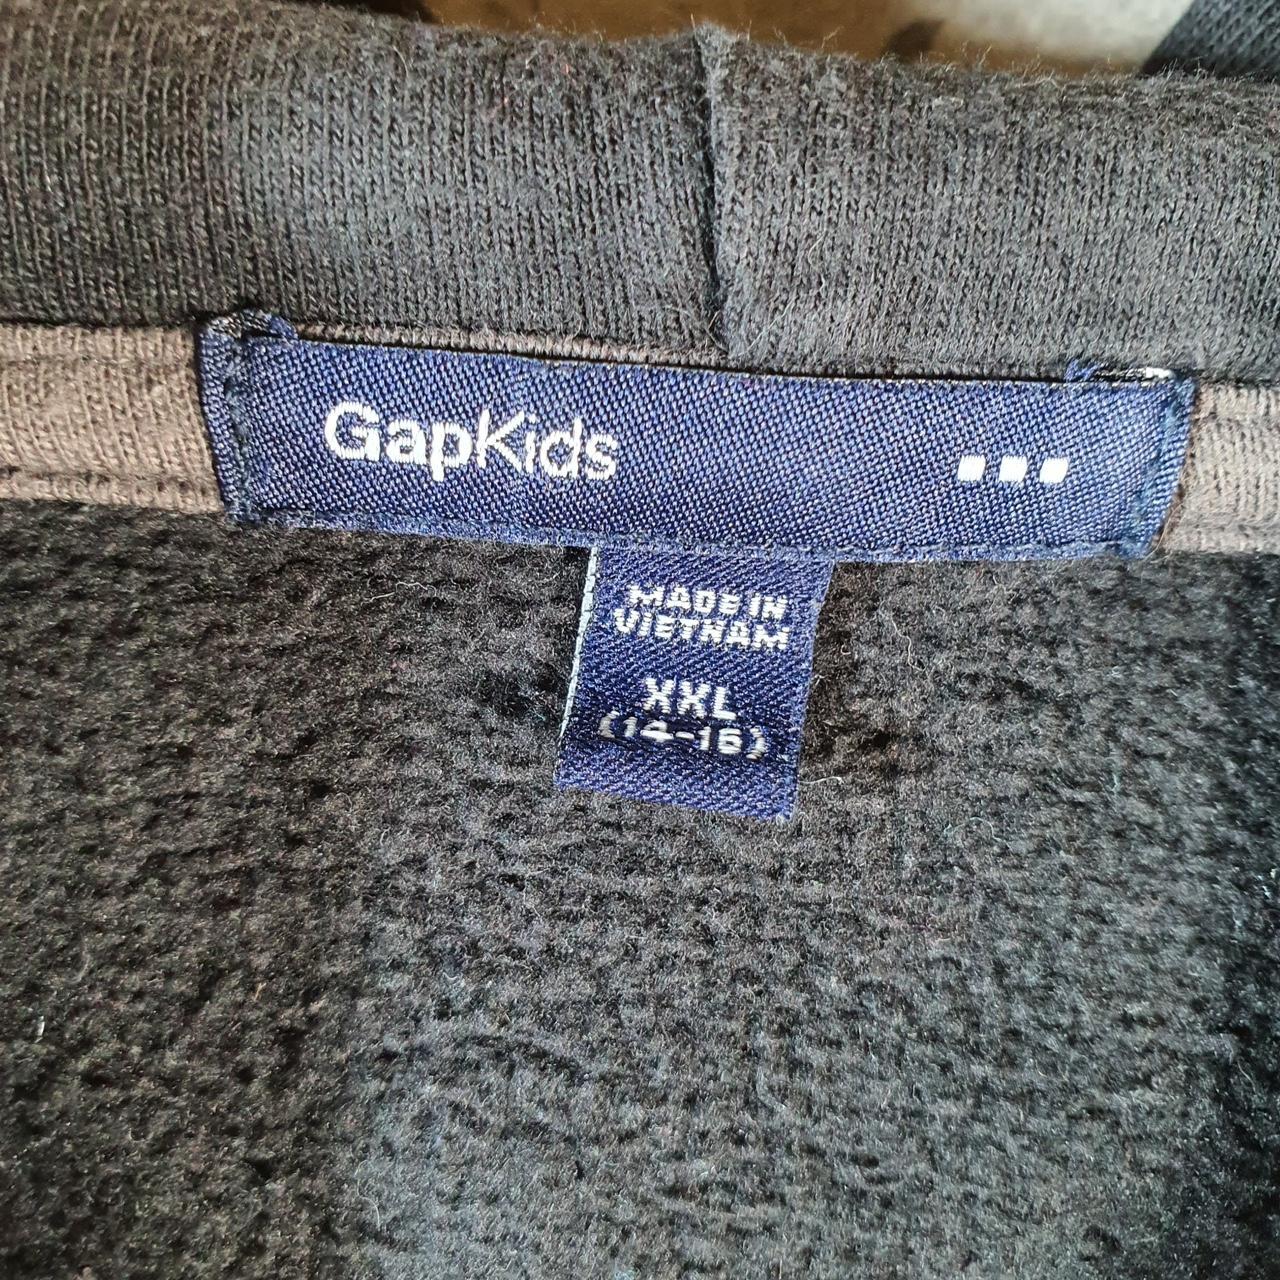 GapKids
MADE IN
VIETNAM
XXL
(14-16)